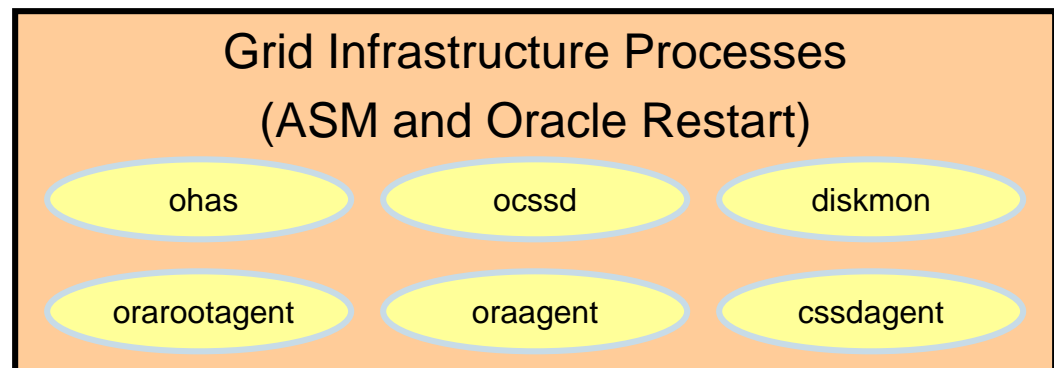 Grid Infrastructure Processes
(ASM and Oracle Restart)
ohas ocssd diskmon
orarootagent oraagent cssdagent